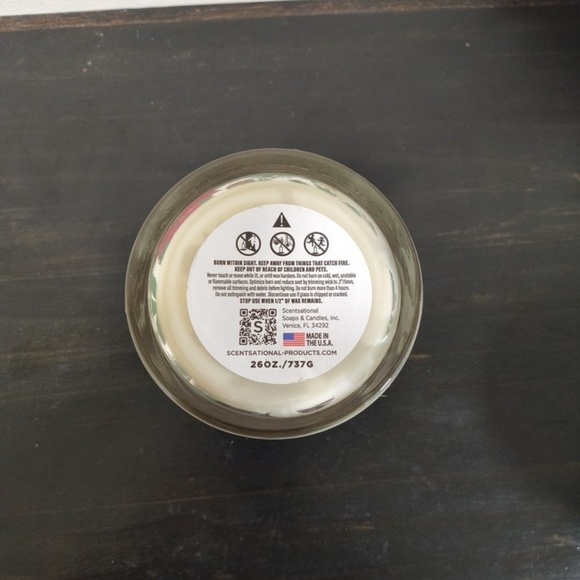 BURN WITHIN SIGHT. KEEP AWAY FROM THINGS THAT CATCH FIRE.
KEEP OUT OF REACH OF CHILDREN AND PETS.
Never touch or move while lit, or until wax hardens. Do not burn on cold, wet, unstable
or flammable surfaces. Optimize burn and reduce soot by trimming wick to
remove all trimming and debris before lighting. Do not burn more than 4 hours.
Do not extinguish with water. Discontinue use if glass is chipped or cracked.
STOP USE WHEN 1/2" OF WAX REMAINS.
S
Scentsational
Soaps & Candles, Inc.
Venice, FL 34292
MADE IN
THE U.S.A.
SCENTSATIONAL-PRODUCTS.COM
26OZ./737G